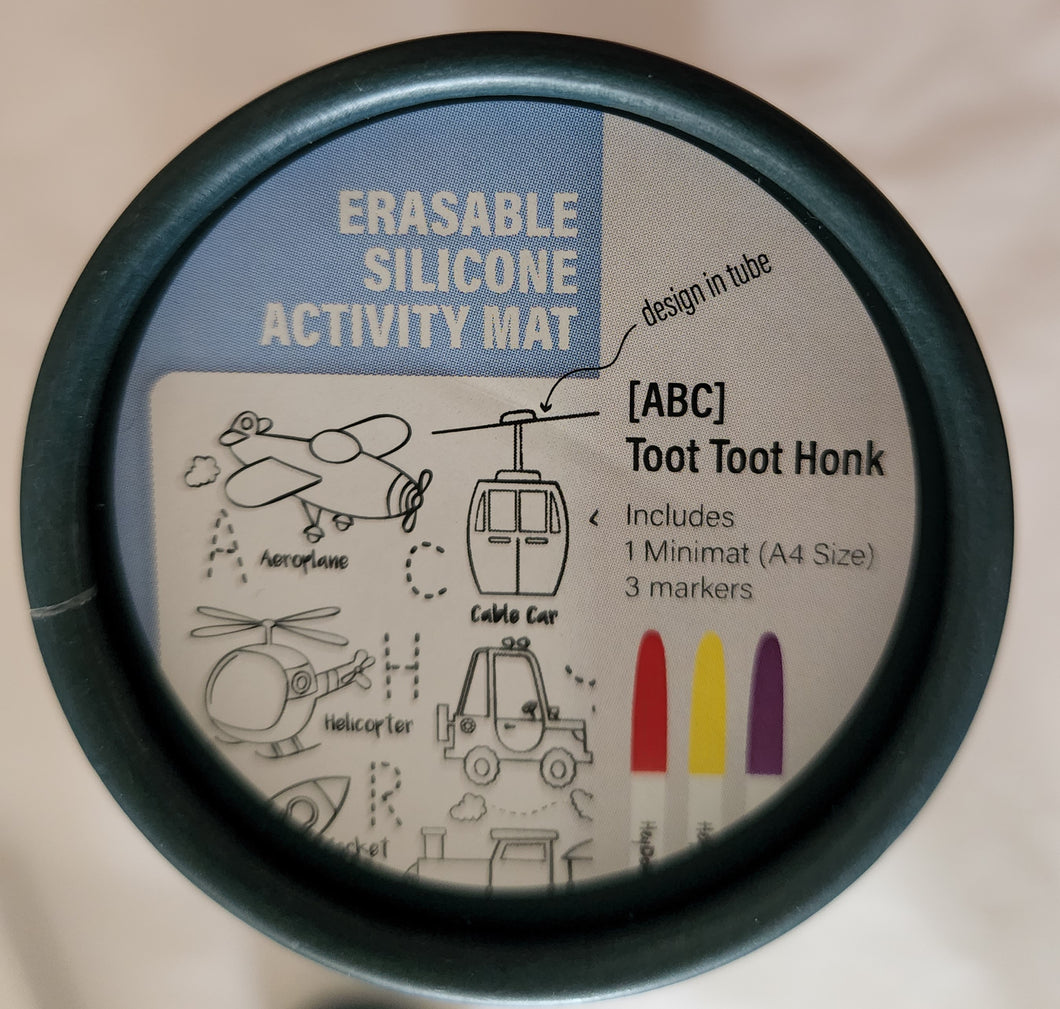 ERASABLE
SILICONE
ACTIVITY MAT
design in tube
[ABC]
Toot Toot Honk
Includes
1 Minimat (A4 Size)
3 markers
A
Aeroplane
C
Cable Car
H
Helicopter
R